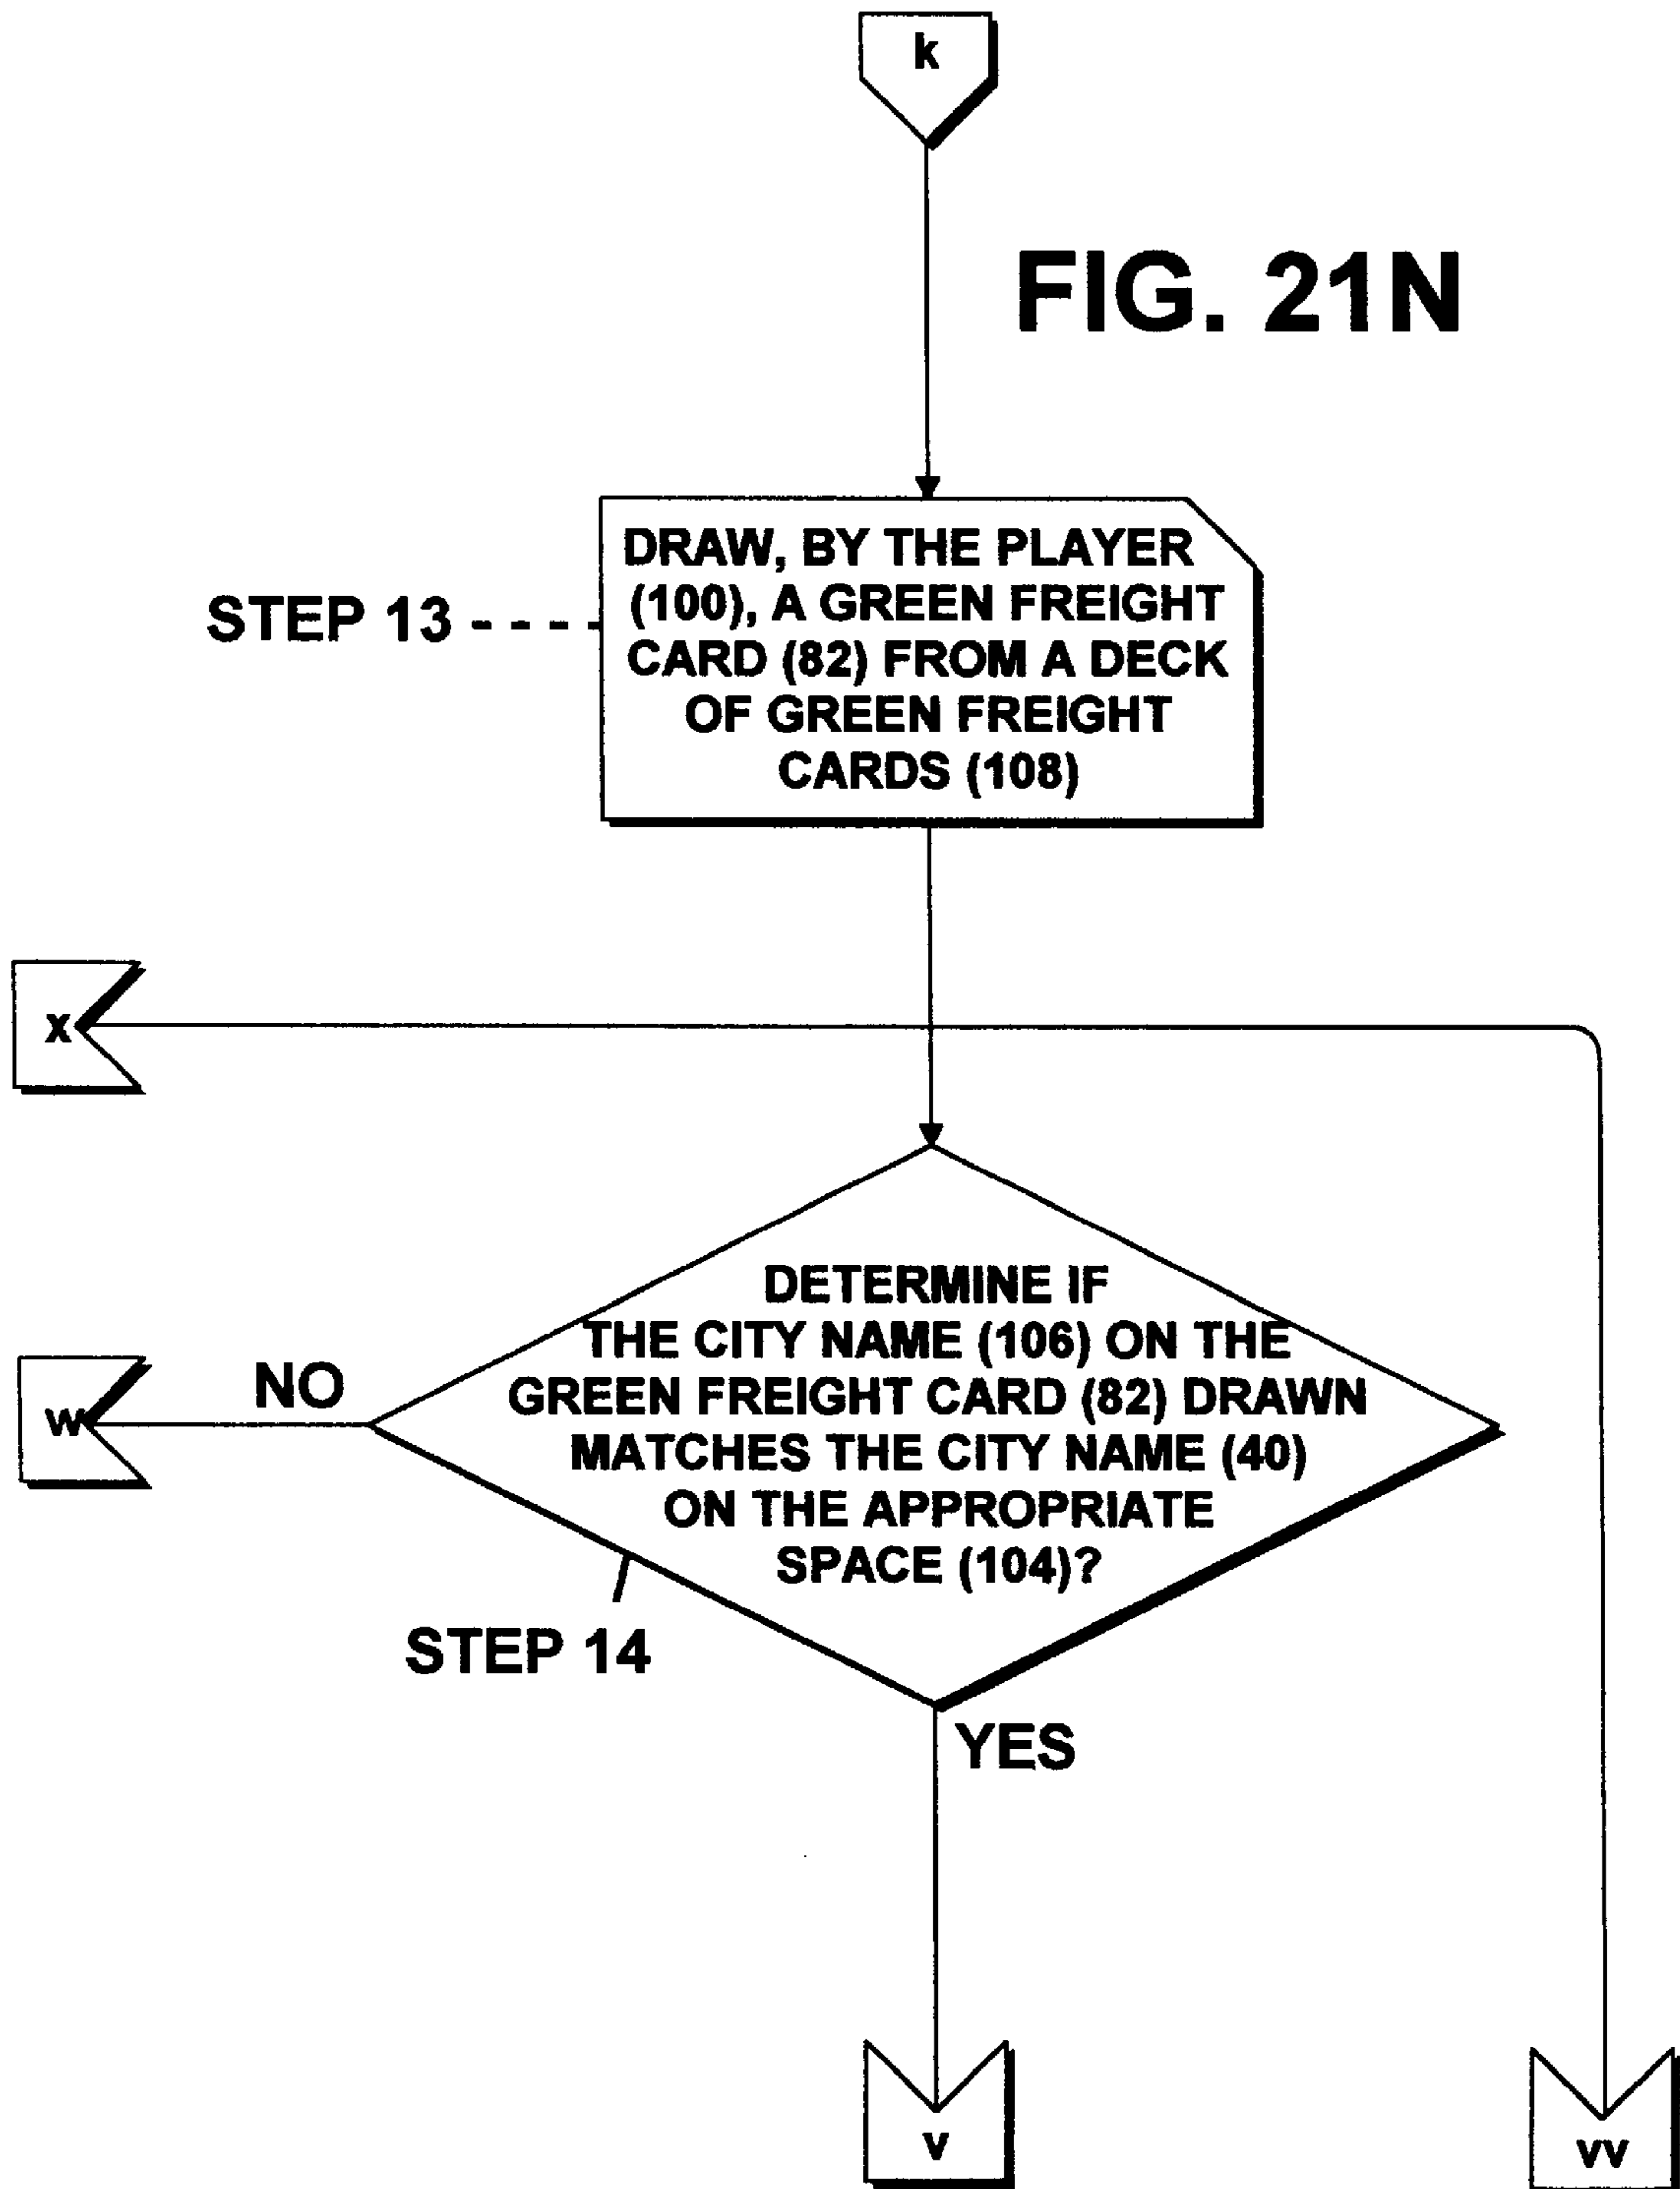 k
FIG. 21N
DRAW, BY THE PLAYER
(100), A GREEN FREIGHT
CARD (82) FROM A DECK
OF GREEN FREIGHT
CARDS (108)
STEP 13
x
DETERMINE IF
THE CITY NAME (106) ON THE
GREEN FREIGHT CARD (82) DRAWN
MATCHES THE CITY NAME (40)
ON THE APPROPRIATE
SPACE (104)?
NO
w
STEP 14
YES
v
vv